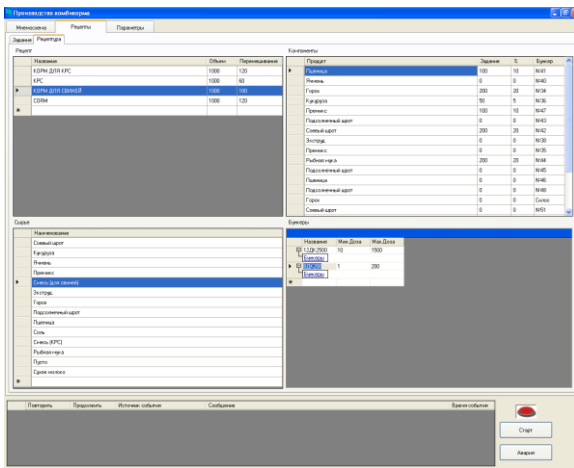 Производство комбикорма
Мнемосхема Рецепты Параметры
Задание Рецептура
Рецепт
Название Объем Перемешивание
КОРМ ДЛЯ КРС 1000 120
КРС 1000 60
КОРМ ДЛЯ СВИНЕЙ 1000 180
CORM 1000 120
Компоненты
Продукт Задание % Бункер
Пшеница 100 10 №41
Ячмень 0 0 №40
Горох 200 20 №34
Кукуруза 50 5 №36
Премикс 100 10 №47
Подсолнечный шрот 0 0 №43
Соевый шрот 200 20 №42
Экструд. 0 0 №38
Премикс 0 0 №35
Рыбная мука 200 20 №44
Подсолнечный шрот 0 0 №45
Пшеница 0 0 №46
Подсолнечный шрот 0 0 №48
Горох 0 0 Силос
Соевый шрот 0 0 №51
Сырье
Наименование
Соевый шрот
Кукуруза
Ячмень
Премикс
Смесь (для свиней)
Экструд.
Горох
Подсолнечный шрот
Пшеница
Соль
Смесь (КРС)
Рыбная мука
Пусто
Сухое молоко
Бункеры
Название Мин.Доза Мак.Доза
12ДК2500 10 1500
Бункеры
1 200
Бункеры
Повторить Продолжить Источник события Сообщение Время события
Старт
Авария